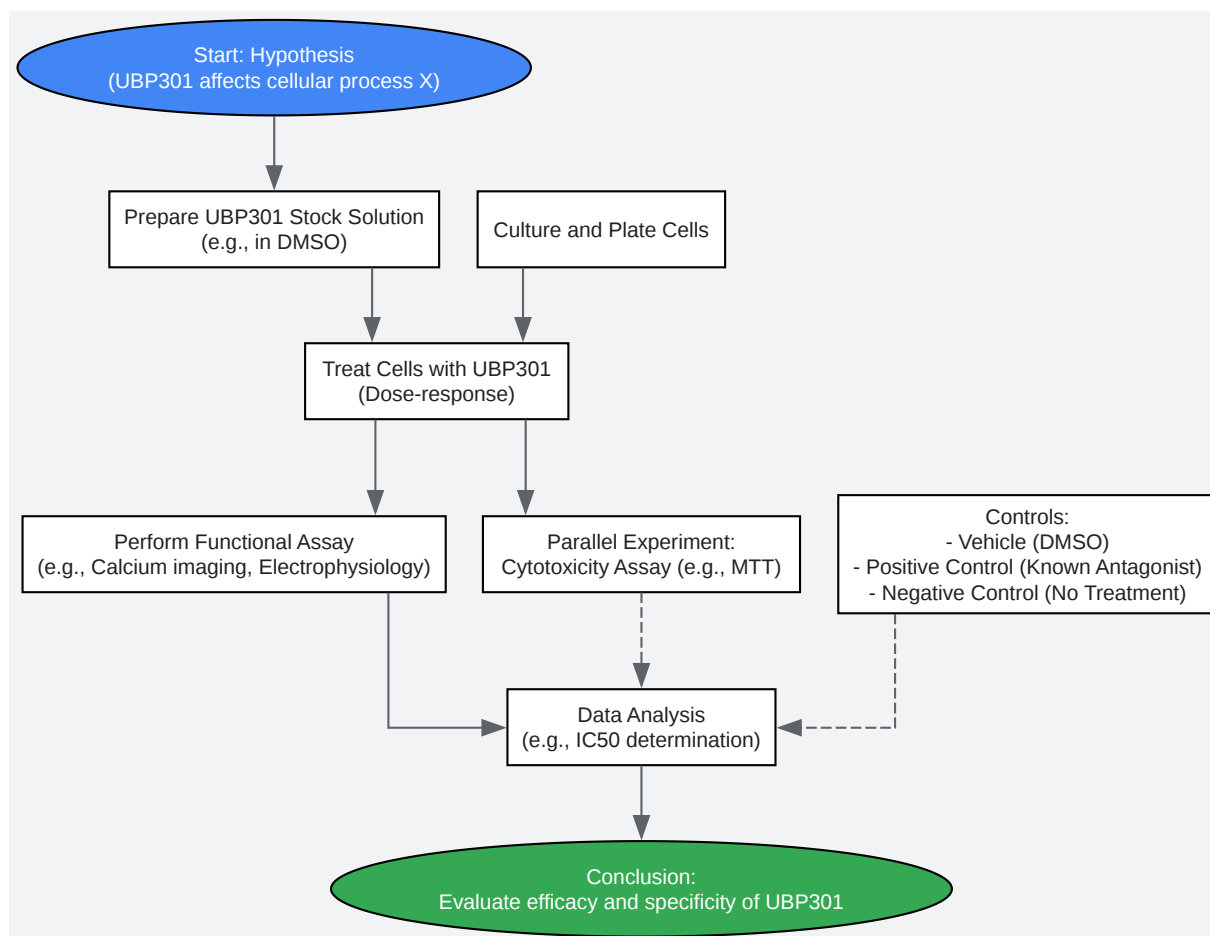 Start: Hypothesis
(UBP301 affects cellular process X)
Prepare UBP301 Stock Solution
(e.g., in DMSO)
Culture and Plate Cells
Treat Cells with UBP301
(Dose-response)
Perform Functional Assay
(e.g., Calcium imaging, Electrophysiology)
Parallel Experiment:
Cytotoxicity Assay (e.g., MTT)
Controls:
- Vehicle (DMSO)
- Positive Control (Known Antagonist)
- Negative Control (No Treatment)
Data Analysis
(e.g., IC50 determination)
Conclusion:
Evaluate efficacy and specificity of UBP301